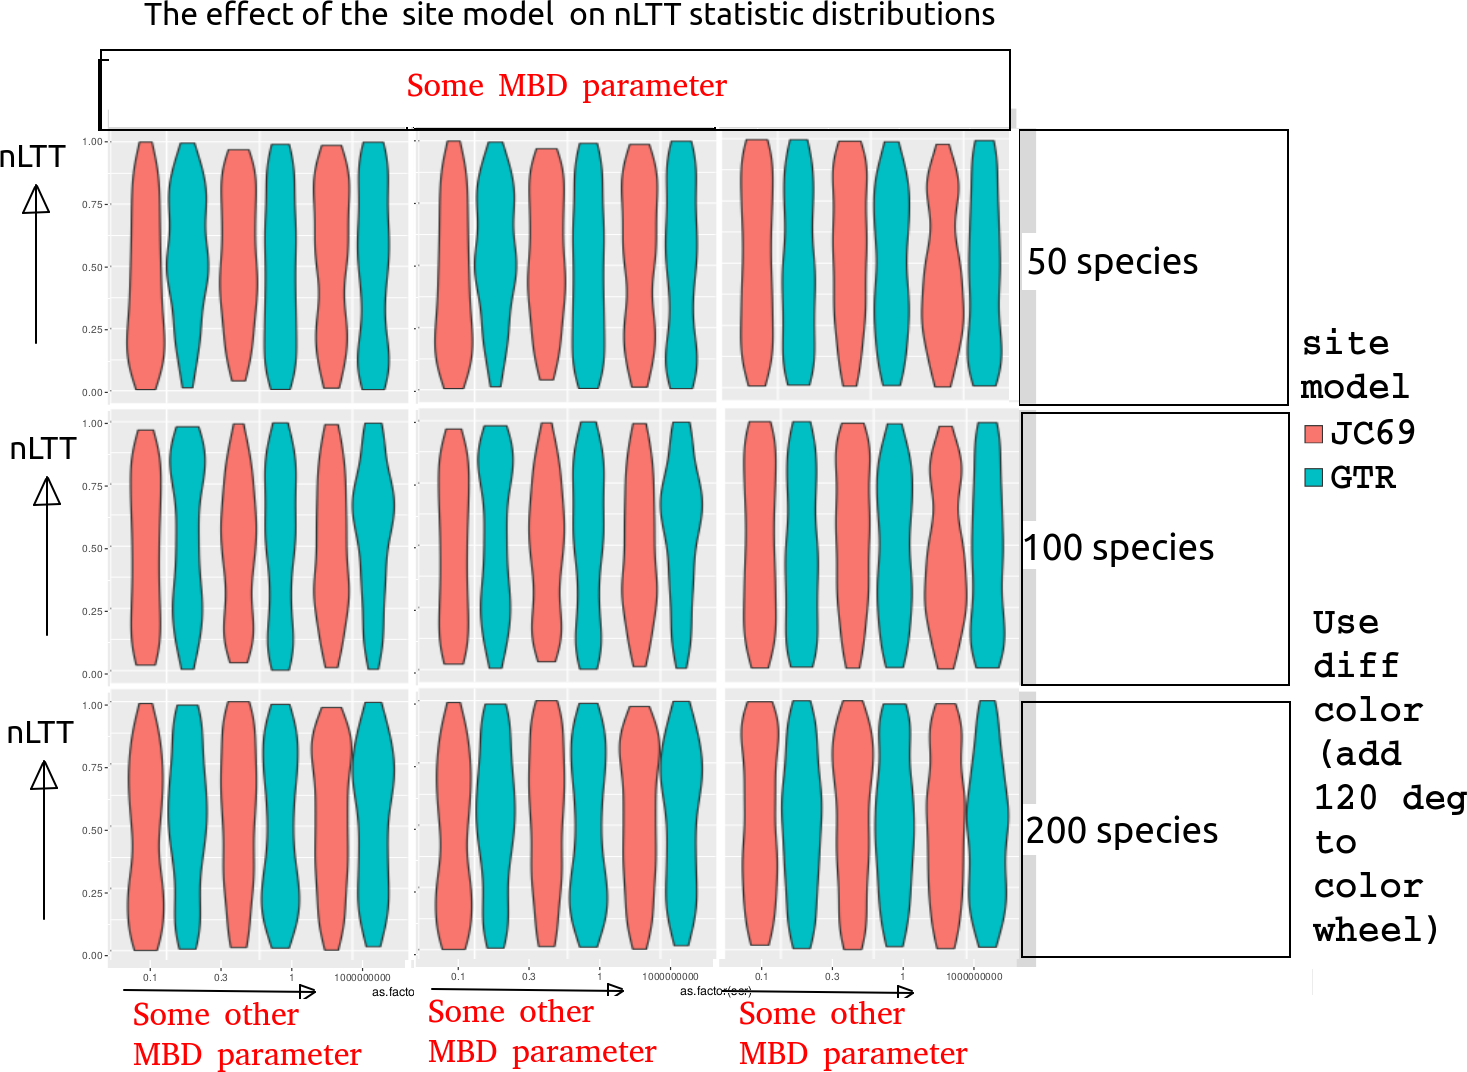 The effect of the site model on nLTT statistic distributions
Some MBD parameter
nLTT
1.00
0.75
0.50
0.25
0.00
50 species
nLTT
1.00
0.75
0.50
0.25
0.00
100 species
nLTT
1.00
0.75
0.50
0.25
0.00
200 species
site
model
JC69
GTR
Use
diff
color
(add
120 deg
to
color
wheel)
0.1 0.3 1 1000000000
0.1 0.3 1 1000000000
0.1 0.3 1 1000000000
as.facto
as.factor(scr)
Some other
MBD parameter
Some other
MBD parameter
Some other
MBD parameter